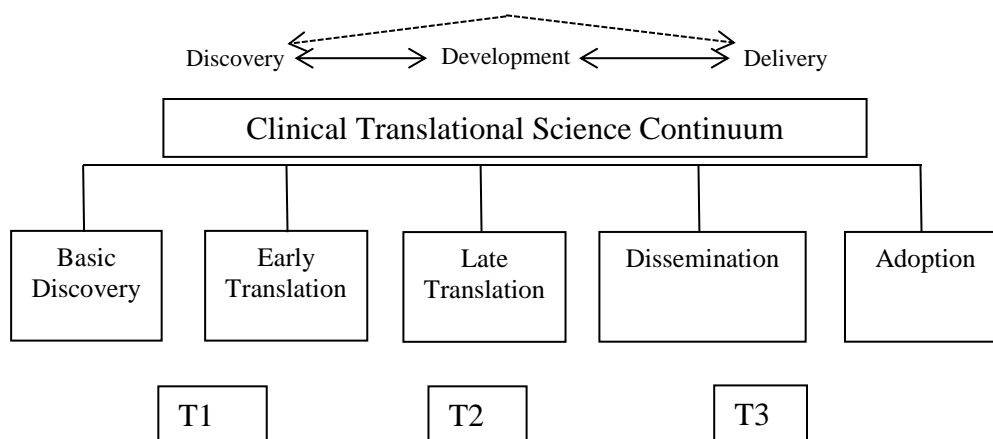 Discovery Development Delivery
Clinical Translational Science Continuum
Basic
Discovery
Early
Translation
Late
Translation
Dissemination
Adoption
T1 T2 T3